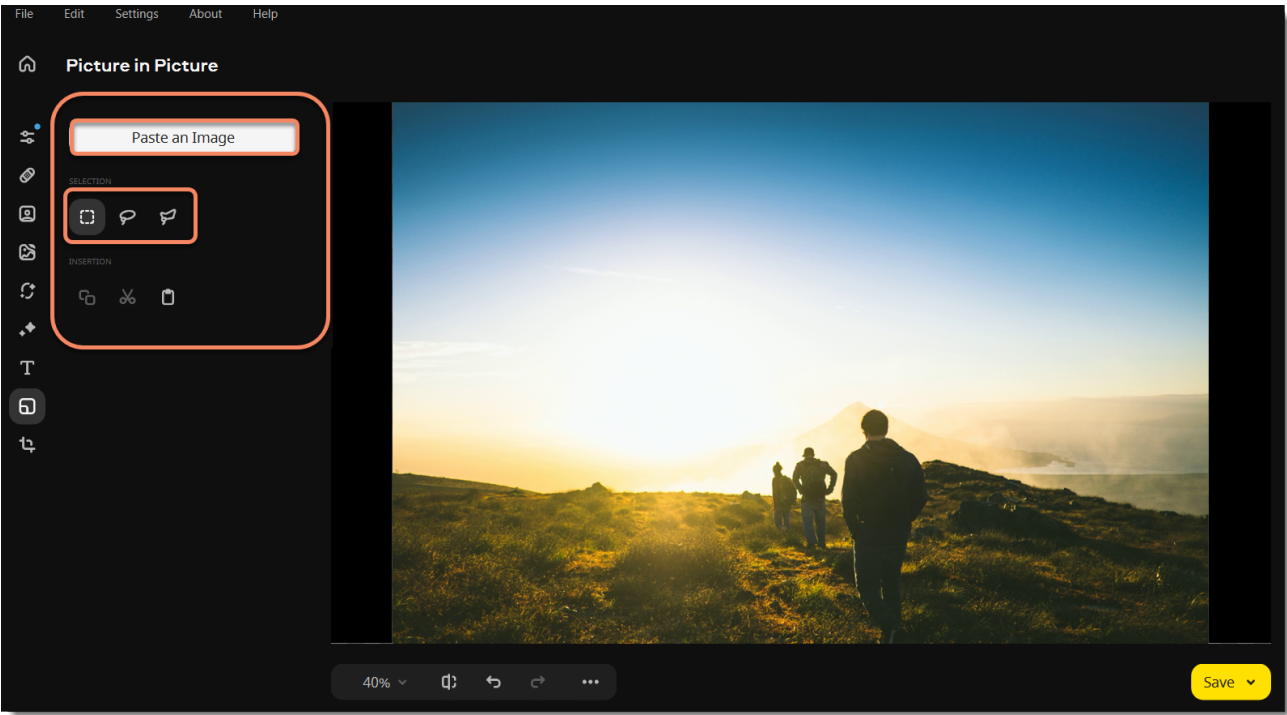 File Edit Settings About Help
Picture in Picture
Paste an Image
SELECTION
INSERTION
T
40%
Save